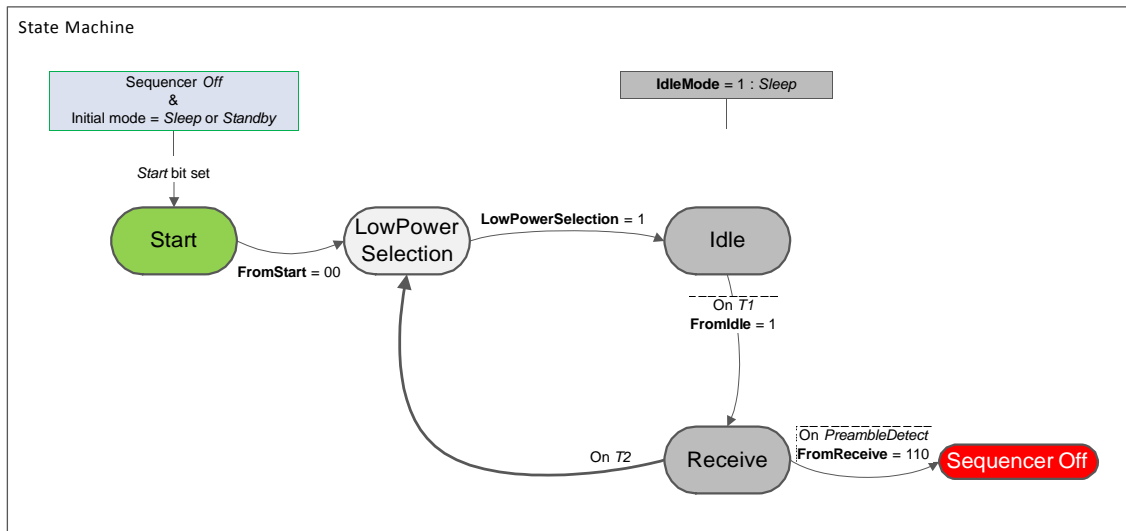 State Machine
Sequencer Off
&
Initial mode = Sleep or Standby
IdleMode = 1 : Sleep
Start bit set
Start
FromStart = 00
LowPower
Selection
LowPowerSelection = 1
Idle
On T1
FromIdle = 1
On T2
Receive
On PreambleDetect
FromReceive = 110
Sequencer Off